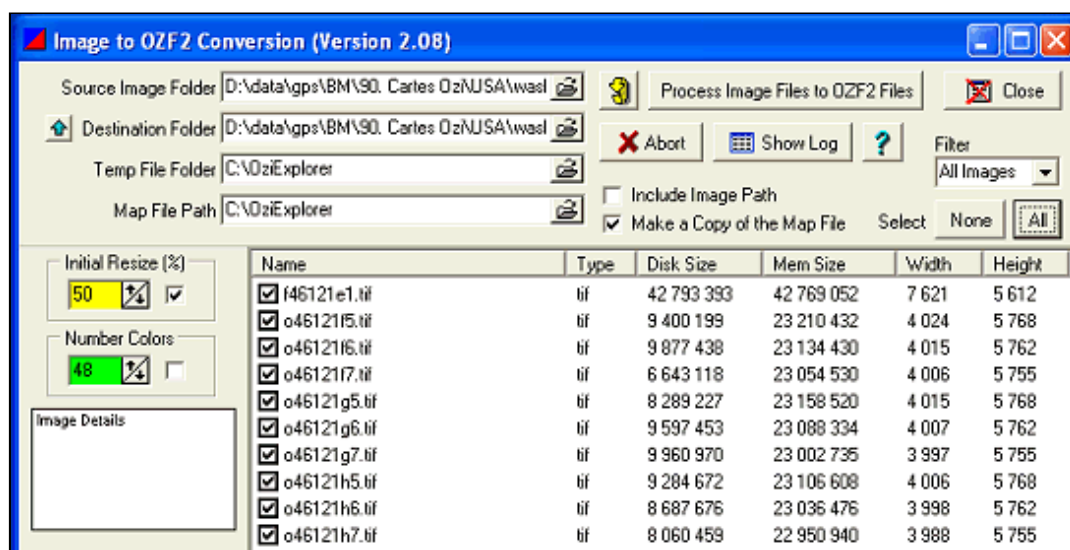 Image to OZF2 Conversion (Version 2.08)
Source Image Folder D:\data\gps\BM\90. Cartes Ozi\USA\wasl
Process Image Files to OZF2 Files
Close
Destination Folder D:\data\gps\BM\90. Cartes Ozi\USA\wasl
Abort
Show Log
Filter
Temp File Folder C:\OziExplorer
All Images
Include Image Path
Map File Path C:\OziExplorer
Make a Copy of the Map File
Select
None
All
Initial Resize (%)
50
Number Colors
48
Image Details
Name Type Disk Size Mem Size Width Height
f46121e1.tif tif 42 793 393 42 769 052 7 621 5 612
o46121f5.tif tif 9 400 199 23 210 432 4 024 5 768
o46121f6.tif tif 9 877 438 23 134 430 4 015 5 762
o46121f7.tif tif 6 643 118 23 054 530 4 006 5 755
o46121g5.tif tif 8 289 227 23 158 520 4 015 5 768
o46121g6.tif tif 9 597 453 23 088 334 4 007 5 762
o46121g7.tif tif 9 960 970 23 002 735 3 997 5 755
o46121h5.tif tif 9 284 672 23 106 608 4 006 5 768
o46121h6.tif tif 8 687 676 23 036 476 3 998 5 762
o46121h7.tif tif 8 060 459 22 950 940 3 988 5 755